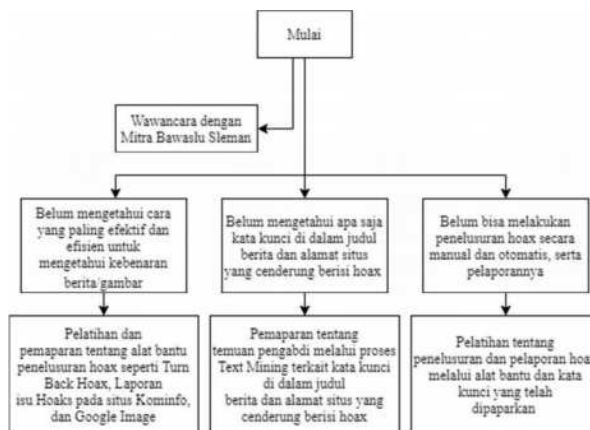 Mulai
Wawancara dengan
Mitra Bawaslu Sleman
Belum mengetahui cara
yang paling efektif dan
efisien untuk
mengetahui kebenaran
berita/gambar
Belum mengetahui apa saja
kata kunci di dalam judul
berita dan alamat situs
yang cenderung berisi hoax
Belum bisa melakukan
penelusuran hoax secara
manual dan otomatis, serta
pelaporannya
Pelatihan dan
pemaparan tentang alat bantu
penelusuran hoax seperti Turn
Back Hoax, Laporan
isu Hoaks pada situs Kominfo,
dan Google Image
Pemaparan tentang
temuan pengabdi melalui proses
Text Mining terkait kata kunci
di dalam judul
berita dan alamat situs yang
cenderung berisi hoax
Pelatihan tentang
penelusuran dan pelaporan hoa
melalui alat bantu dan kata
kunci yang telah
dipaparkan